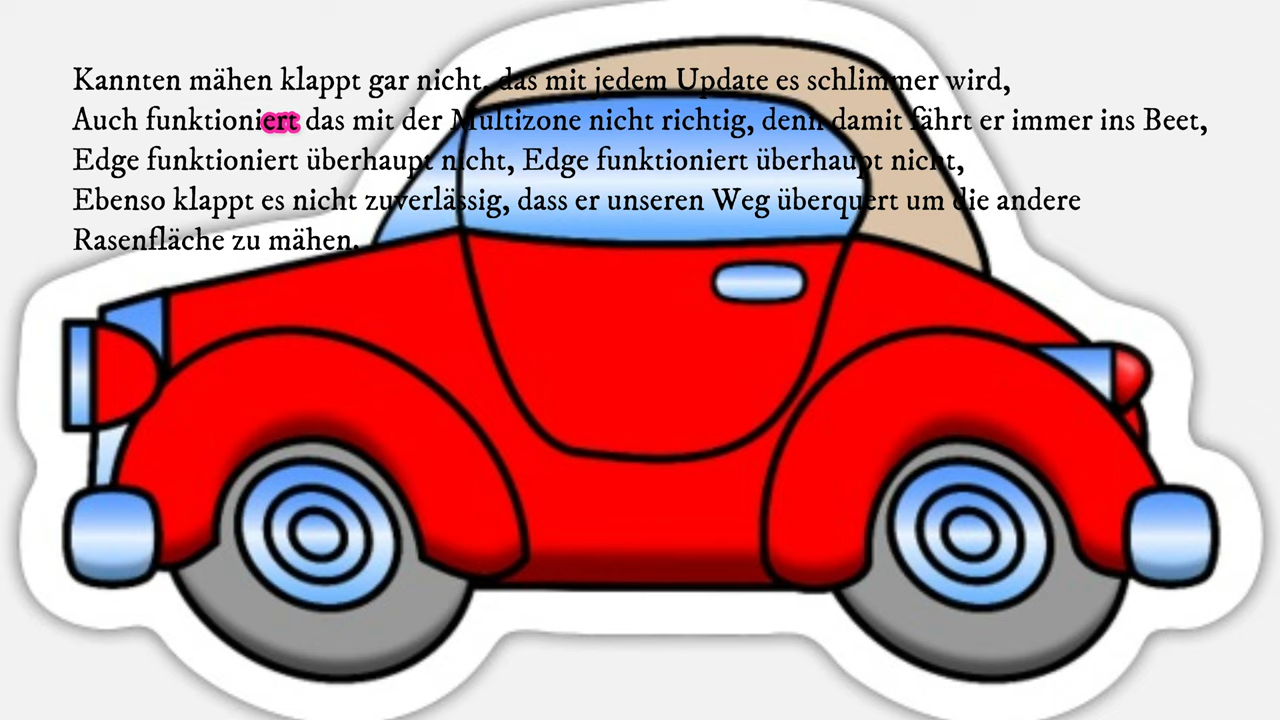 Kannten mähen klappt gar nicht, das mit jedem Update es schlimmer wird,
Auch funktioniert das mit der Multizone nicht richtig, denn damit fährt er immer ins Beet,
Edge funktioniert überhaupt nicht, Edge funktioniert überhaupt nicht,
Ebenso klappt es nicht zuverlässig, dass er unseren Weg überquert um die andere
Rasenfläche zu mähen.